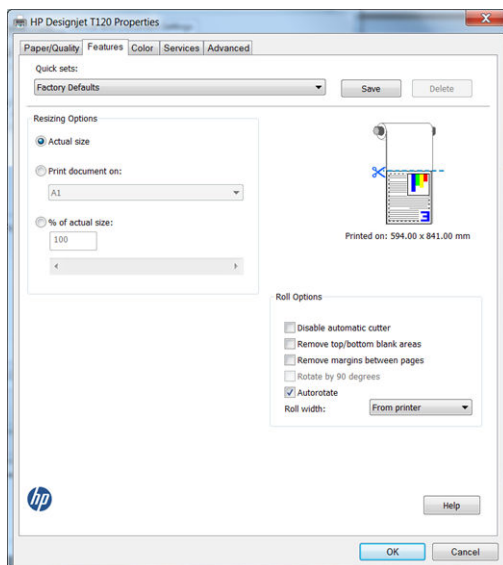 HP Designjet T120 Properties
Paper/Quality Features Color Services Advanced
Quick sets:
Factory Defaults Save Delete
Resizing Options
Actual size
Print document on:
A1
% of actual size:
100
Printed on: 594.00 x 841.00 mm
Roll Options
Disable automatic cutter
Remove top/bottom blank areas
Remove margins between pages
Rotate by 90 degrees
Autorotate
Roll width: From printer
hp
Help
OK Cancel